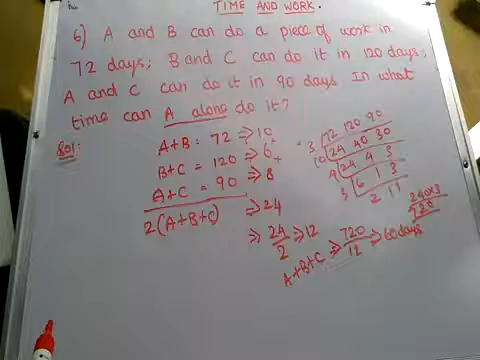 TIME AND WORK.
6) A and B can do a piece of work in
72 days; B and C can do it in 120 days;
A and C can do it in 90 days In what
time can A alone do it?
Sol:
A+B = 72 ⇒ 10
B+C = 120 ⇒ 6 +
A+C = 90 ⇒ 8
2(A+B+C) ⇒ 24
⇒ 24/2 ⇒ 12
A+B+C ⇒ 720/12 ⇒ 60 days
3 72 120 90
10 24 40 30
4 24 4 3
3 6 1 3
2 1 1
240×3
720